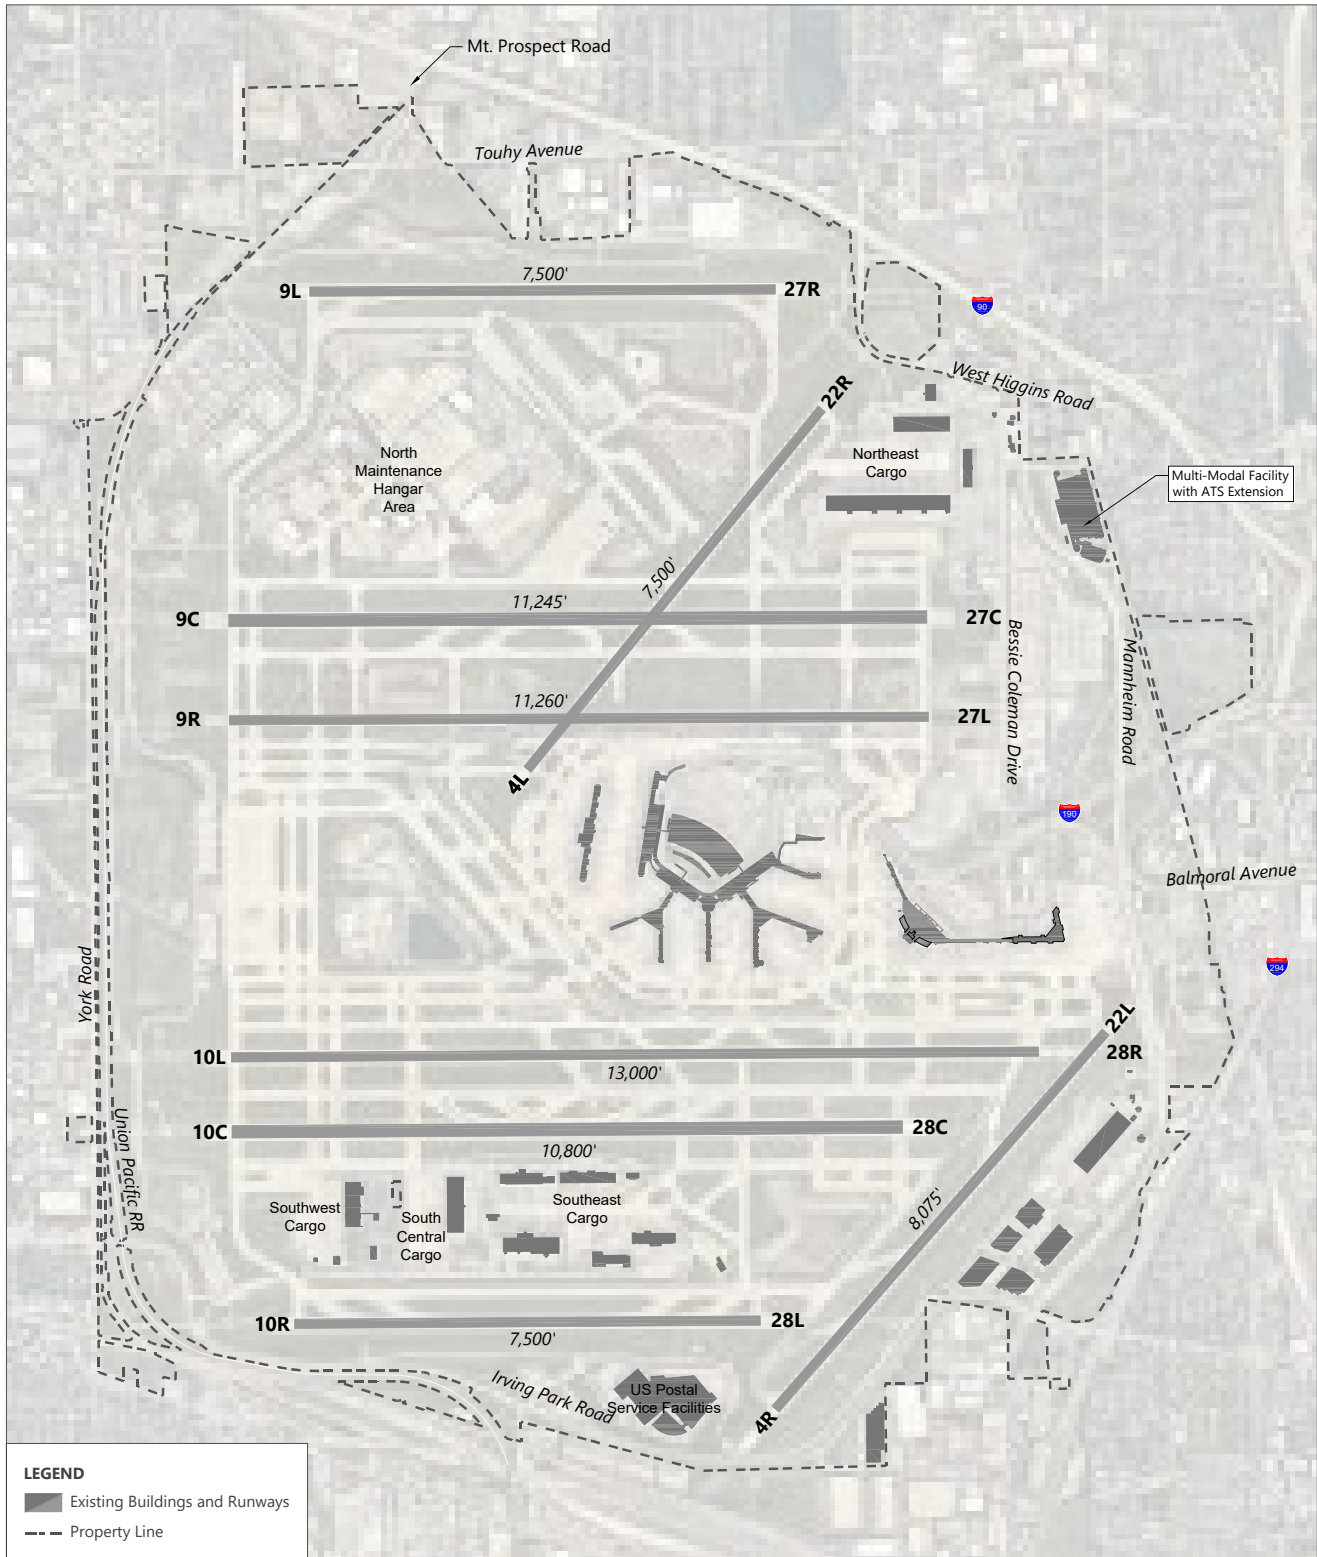 Mt. Prospect Road
Touhy Avenue
7,500'
9L
27R
90
West Higgins Road
22R
North
Maintenance
Hangar
Area
Northeast
Cargo
Multi-Modal Facility
with ATS Extension
7,500'
11,245'
9C
27C
Bessie Coleman Drive
Mannheim Road
11,260'
9R
27L
4L
190
Balmoral Avenue
York Road
294
22L
10L
28R
13,000'
Union Pacific RR
10C
28C
10,800'
Southwest
Cargo
South
Central
Cargo
Southeast
Cargo
8,075'
10R
28L
7,500'
Irving Park Road
US Postal
Service Facilities
4R
LEGEND
Existing Buildings and Runways
Property Line